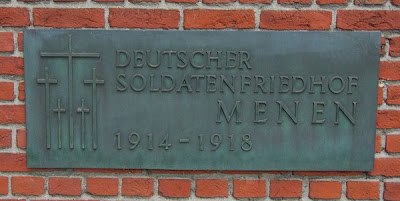 DEUTSCHER
SOLDATENFRIEDHOF
MENEN
1914-1918